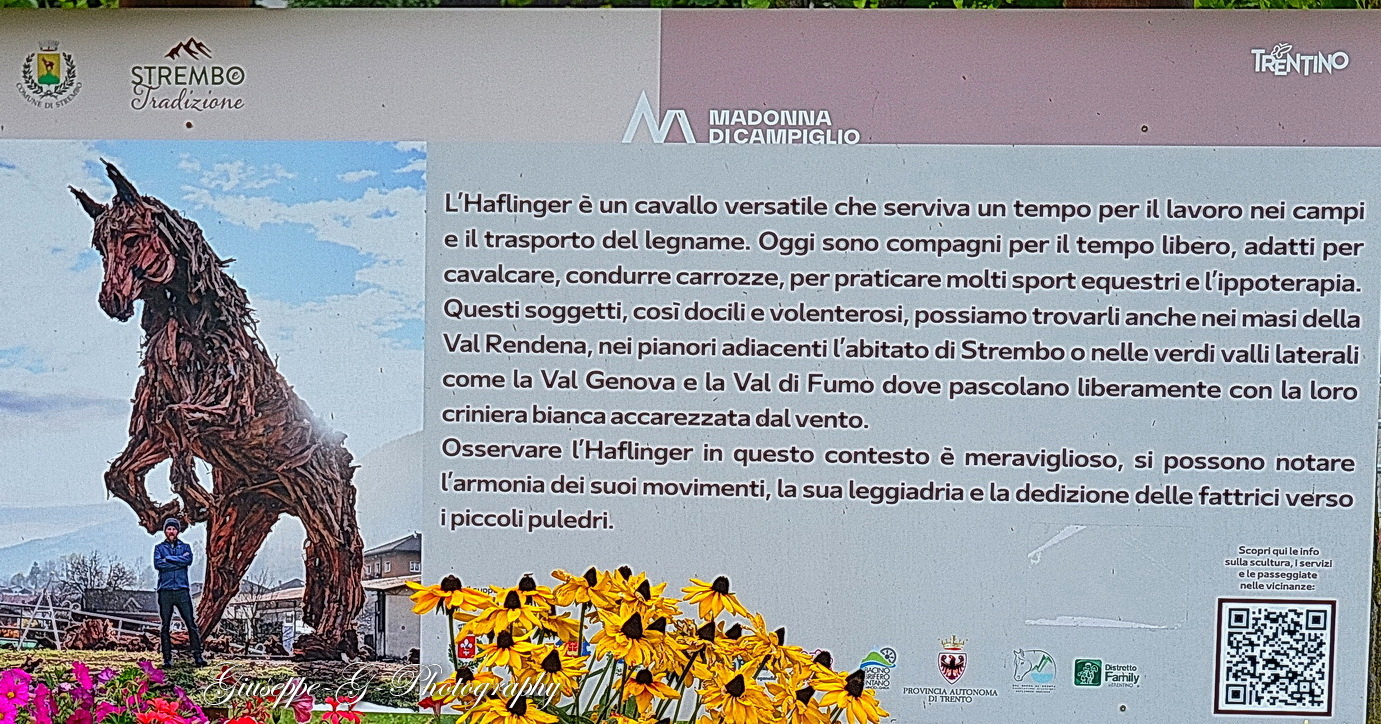 COMUNE DI STREMBO
STREMBO
Tradizione
MADONNA
DI CAMPIGLIO
TRENTINO
L'Haflinger è un cavallo versatile che serviva un tempo per il lavoro nei campi
e il trasporto del legname. Oggi sono compagni per il tempo libero, adatti per
cavalcare, condurre carrozze, per praticare molti sport equestri e l'ippoterapia.
Questi soggetti, così docili e volenterosi, possiamo trovarli anche nei masi della
Val Rendena, nei pianori adiacenti l'abitato di Strembo o nelle verdi valli laterali
come la Val Genova e la Val di Fumo dove pascolano liberamente con la loro
criniera bianca accarezzata dal vento.
Osservare l'Haflinger in questo contesto è meraviglioso, si possono notare
l'armonia dei suoi movimenti, la sua leggiadria e la dedizione delle fattrici verso
i piccoli puledri.
Scopri qui le info
sulla scultura, i servizi
e le passeggiate
nelle vicinanze:
PROVINCIA AUTONOMA
DI TRENTO
Distretto
Family
Giuseppe G Photography